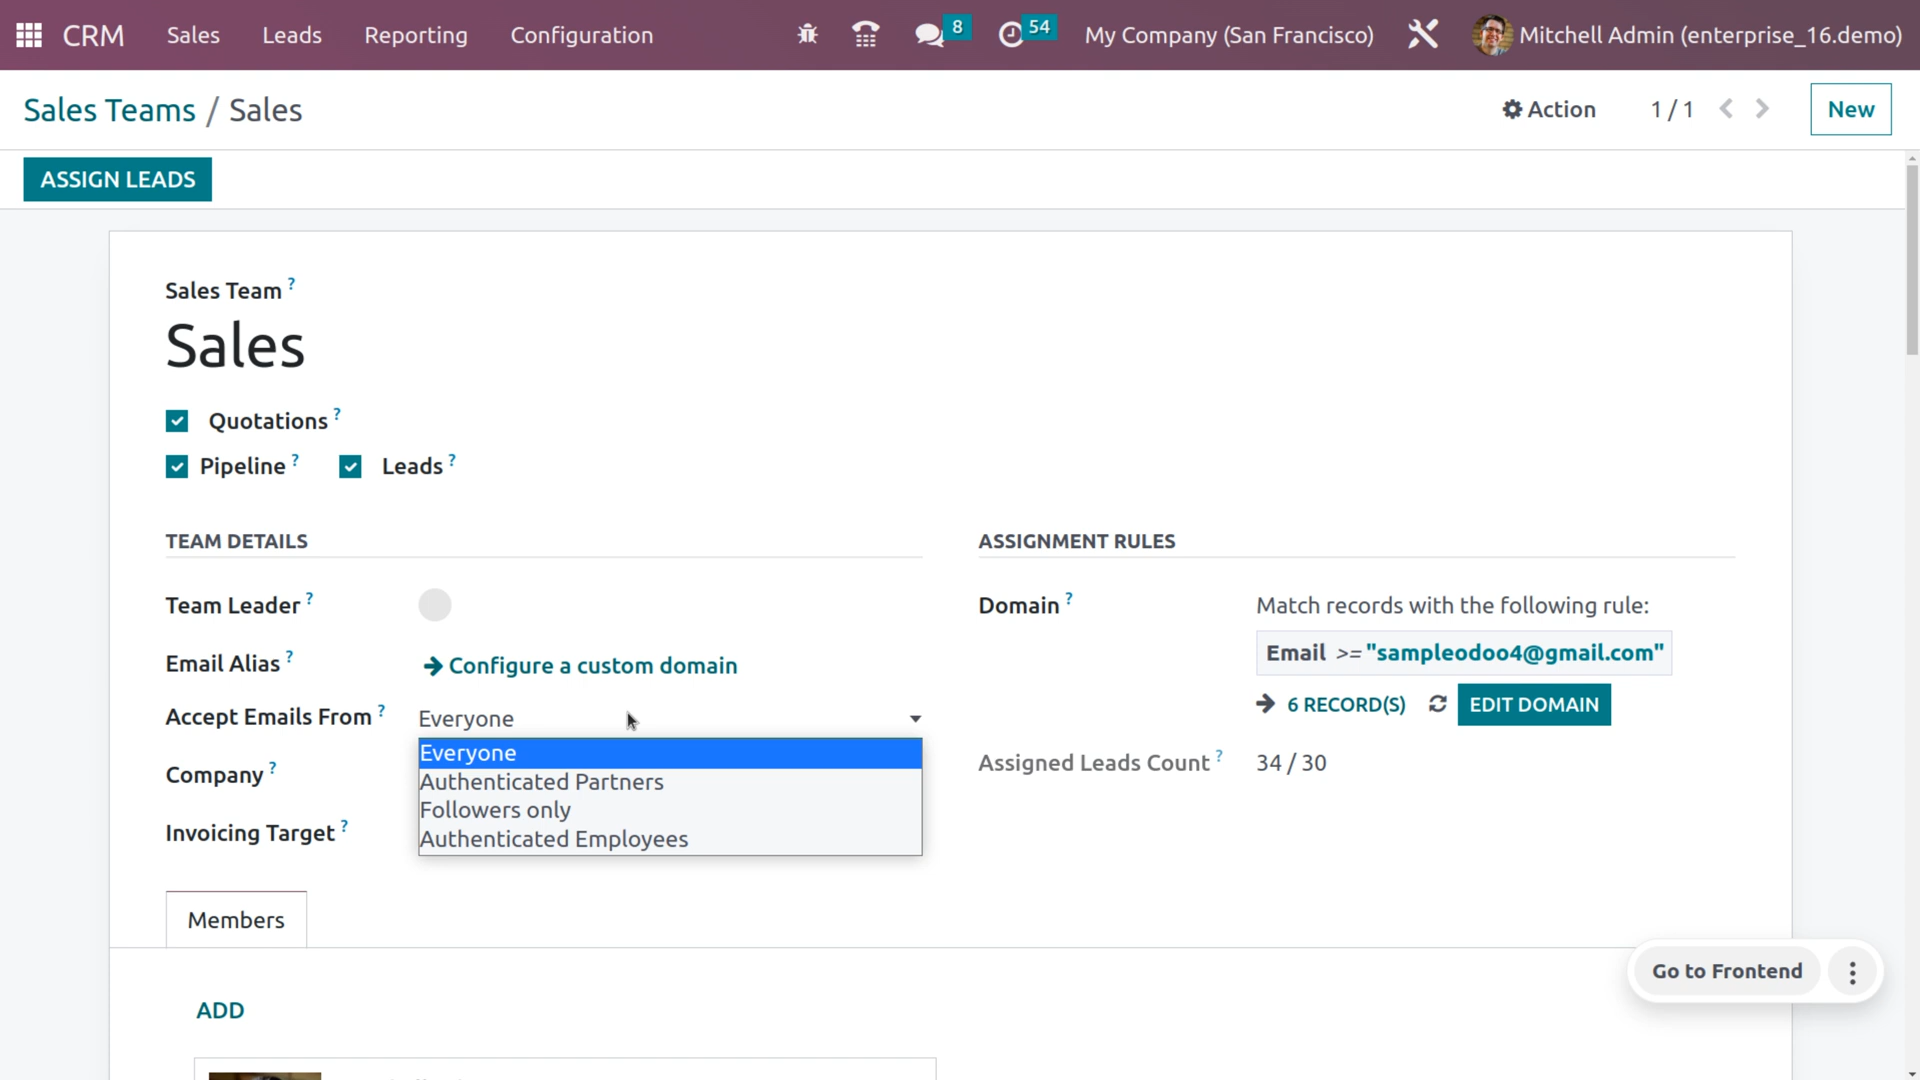 CRM Sales Leads Reporting Configuration 8 54 My Company (San Francisco) Mitchell Admin (enterprise_16.demo)
Sales Teams / Sales Action 1 / 1 New
ASSIGN LEADS
Sales Team ?
Sales
Quotations ?
Pipeline ? Leads ?
TEAM DETAILS ASSIGNMENT RULES
Team Leader ? Domain ? Match records with the following rule:
Email >= "sampleodoo4@gmail.com"
Email Alias ? Configure a custom domain
6 RECORD(S) EDIT DOMAIN
Accept Emails From ? Everyone
Everyone
Assigned Leads Count ? 34 / 30
Company ? Authenticated Partners
Followers only
Invoicing Target ? Authenticated Employees
Members
Go to Frontend
ADD